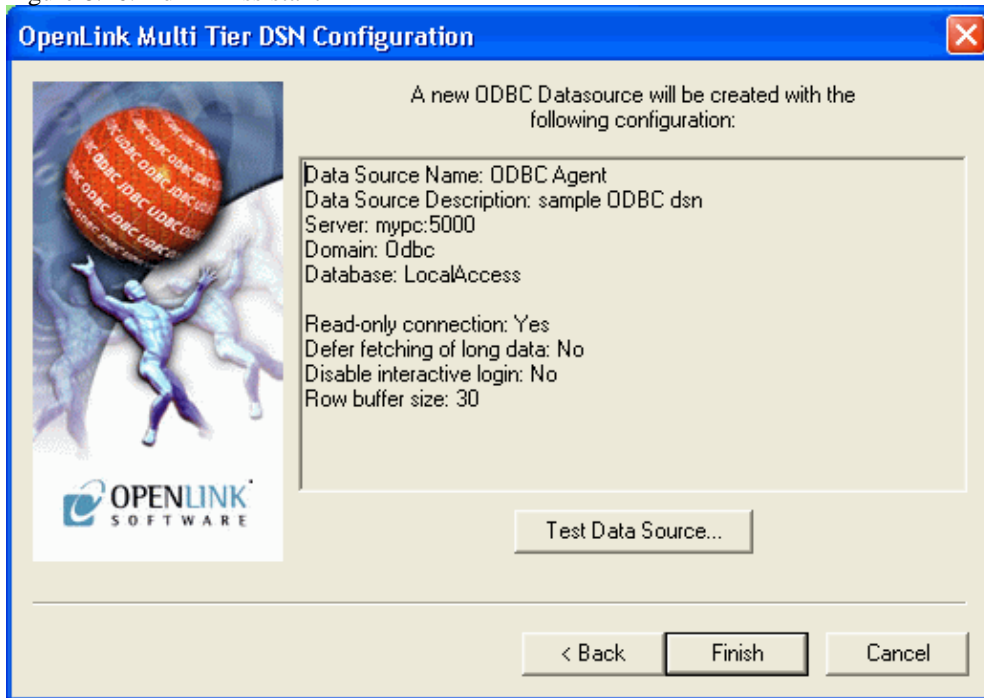 OpenLink Multi Tier DSN Configuration
A new ODBC Datasource will be created with the
following configuration:
Data Source Name: ODBC Agent
Data Source Description: sample ODBC dsn
Server: mypc:5000
Domain: Odbc
Database: LocalAccess
Read-only connection: Yes
Defer fetching of long data: No
Disable interactive login: No
Row buffer size: 30
OPENLINK
SOFTWARE
Test Data Source...
< Back
Finish
Cancel